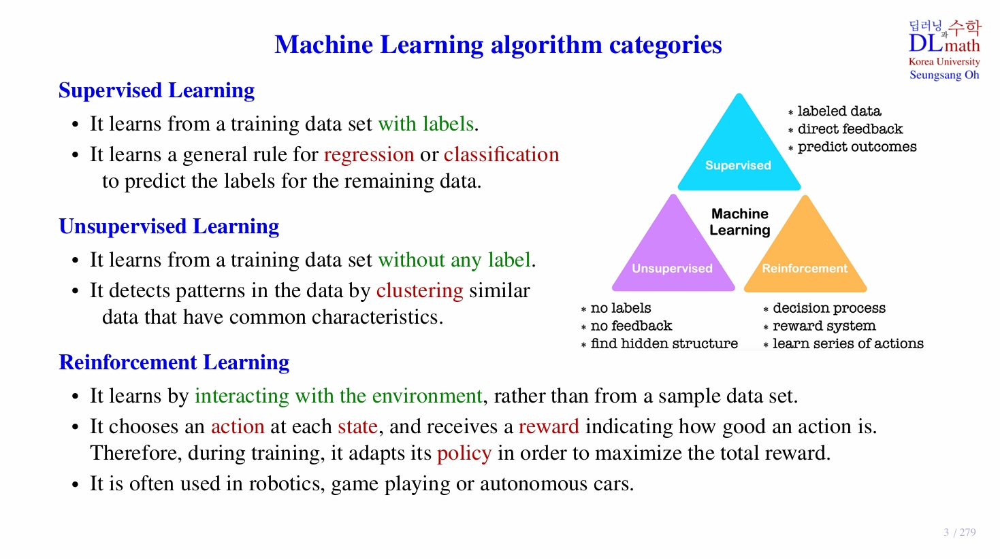 Machine Learning algorithm categories
딥러닝과 수학
DL math
Korea University
Seungsang Oh
Supervised Learning
• It learns from a training data set with labels.
• It learns a general rule for regression or classification
to predict the labels for the remaining data.
Unsupervised Learning
• It learns from a training data set without any label.
• It detects patterns in the data by clustering similar
data that have common characteristics.
* labeled data
* direct feedback
* predict outcomes
Supervised
Machine
Learning
Unsupervised
Reinforcement
* no labels
* no feedback
* find hidden structure
* decision process
* reward system
* learn series of actions
Reinforcement Learning
• It learns by interacting with the environment, rather than from a sample data set.
• It chooses an action at each state, and receives a reward indicating how good an action is.
Therefore, during training, it adapts its policy in order to maximize the total reward.
• It is often used in robotics, game playing or autonomous cars.
3 / 279